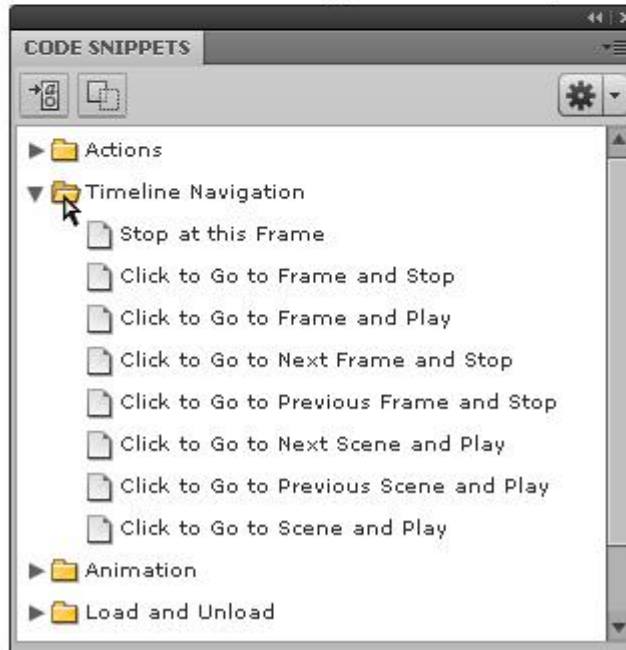 CODE SNIPPETS
Actions
Timeline Navigation
Stop at this Frame
Click to Go to Frame and Stop
Click to Go to Frame and Play
Click to Go to Next Frame and Stop
Click to Go to Previous Frame and Stop
Click to Go to Next Scene and Play
Click to Go to Previous Scene and Play
Click to Go to Scene and Play
Animation
Load and Unload